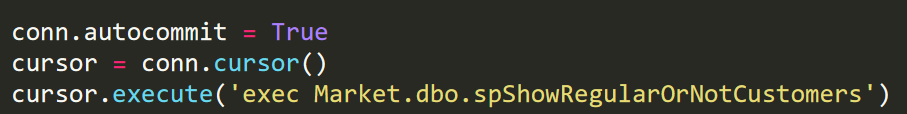 conn.autocommit = True
cursor = conn.cursor()
cursor.execute('exec Market.dbo.spShowRegularOrNotCustomers')